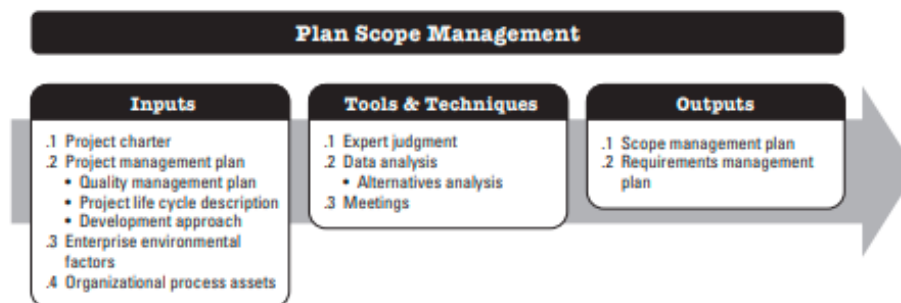 Plan Scope Management
Inputs
.1 Project charter
.2 Project management plan
• Quality management plan
• Project life cycle description
• Development approach
.3 Enterprise environmental
factors
.4 Organizational process assets
Tools & Techniques
.1 Expert judgment
.2 Data analysis
• Alternatives analysis
.3 Meetings
Outputs
.1 Scope management plan
.2 Requirements management
plan